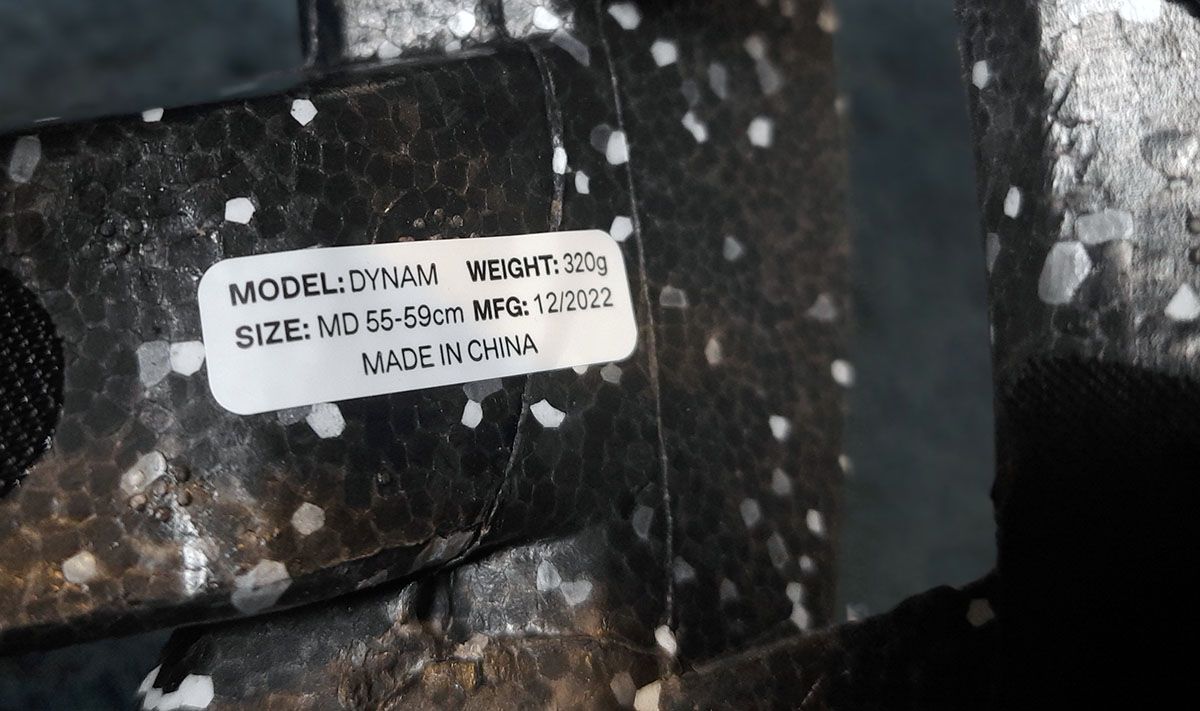 MODEL: DYNAM WEIGHT: 320g
SIZE: MD 55-59cm MFG: 12/2022
MADE IN CHINA